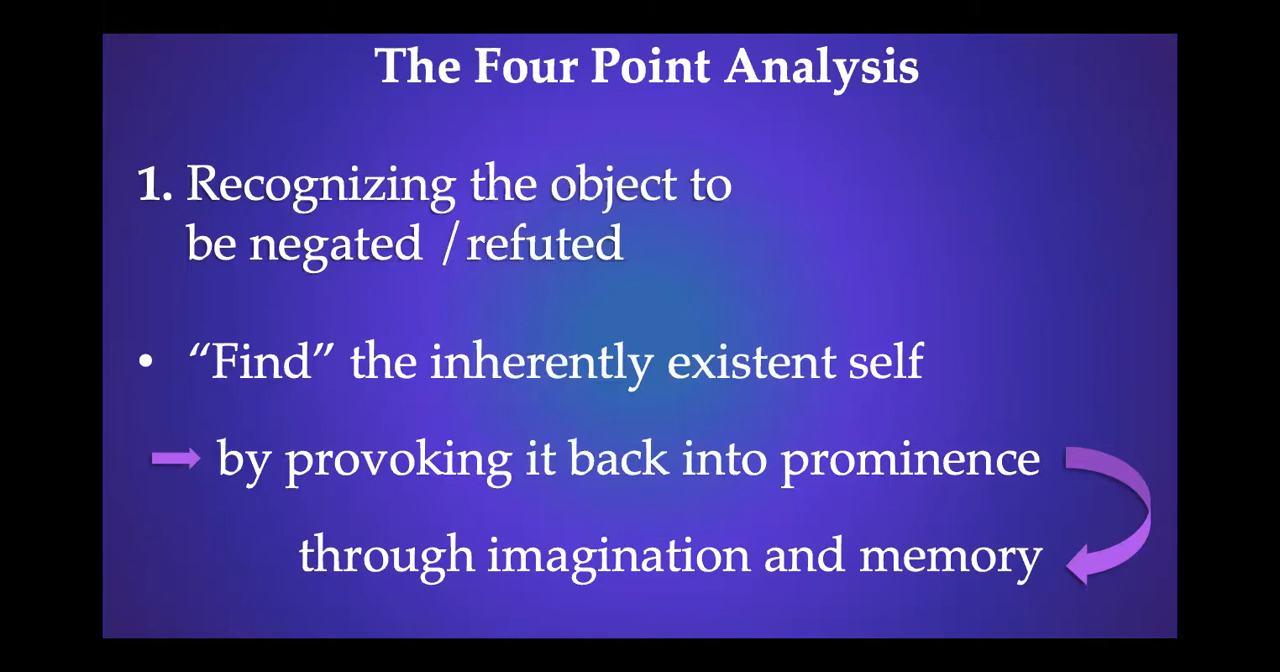 The Four Point Analysis
1. Recognizing the object to
be negated / refuted
• “Find” the inherently existent self
by provoking it back into prominence
through imagination and memory